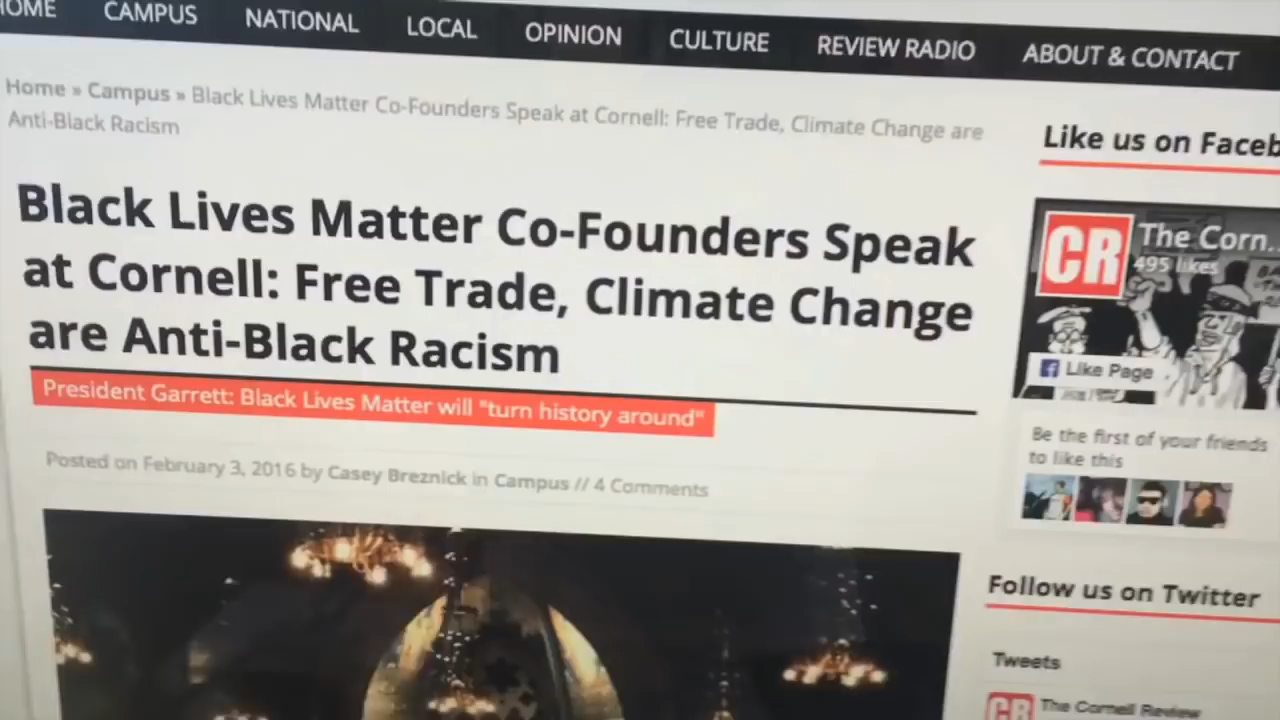 HOME CAMPUS NATIONAL LOCAL OPINION CULTURE REVIEW RADIO ABOUT & CONTACT
Home » Campus » Black Lives Matter Co-Founders Speak at Cornell: Free Trade, Climate Change are
Anti-Black Racism
Black Lives Matter Co-Founders Speak
at Cornell: Free Trade, Climate Change
are Anti-Black Racism
President Garrett: Black Lives Matter will "turn history around"
Posted on February 3, 2016 by Casey Breznick in Campus // 4 Comments
Like us on Faceb
CR
The Corn...
495 likes
Like Page
Be the first of your friends
to like this
Follow us on Twitter
Tweets
CR
The Cornell Review